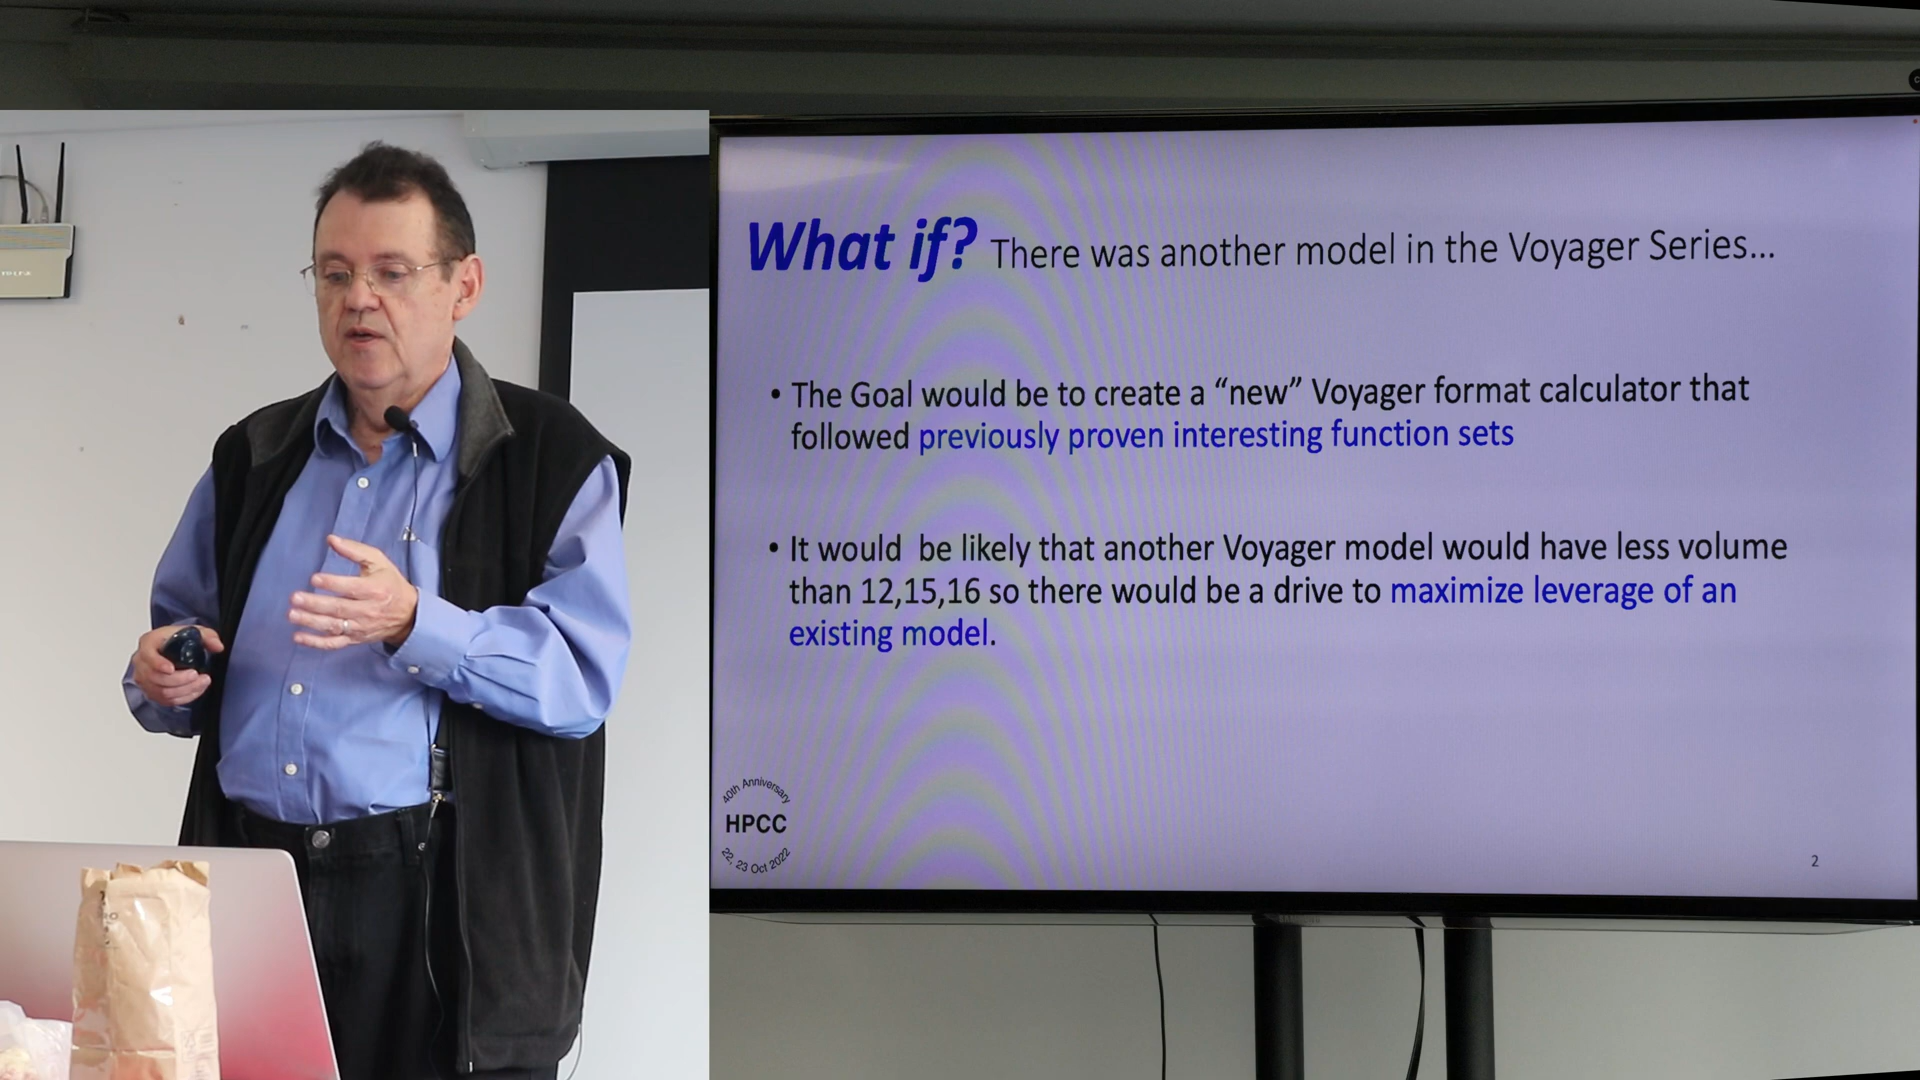 What if? There was another model in the Voyager Series...
• The Goal would be to create a “new” Voyager format calculator that
followed previously proven interesting function sets
• It would  be likely that another Voyager model would have less volume
than 12,15,16 so there would be a drive to maximize leverage of an
existing model.
40th Anniversary
HPCC
22, 23 Oct 2022
2